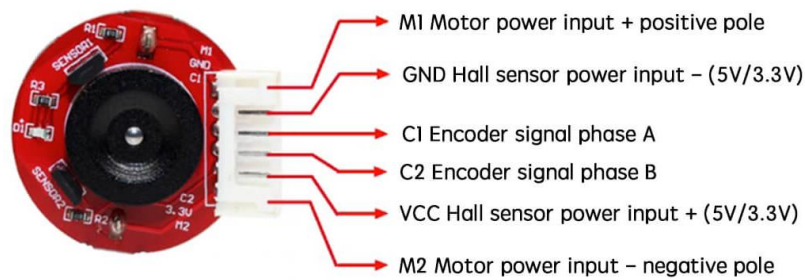 M1 Motor power input + positive pole
GND Hall sensor power input – (5V/3.3V)
C1 Encoder signal phase A
C2 Encoder signal phase B
VCC Hall sensor power input + (5V/3.3V)
M2 Motor power input – negative pole
R1
SENSOR1
M1
GND
C1
R3
D1
SENSOR2
R2
C2
3.3V
M2